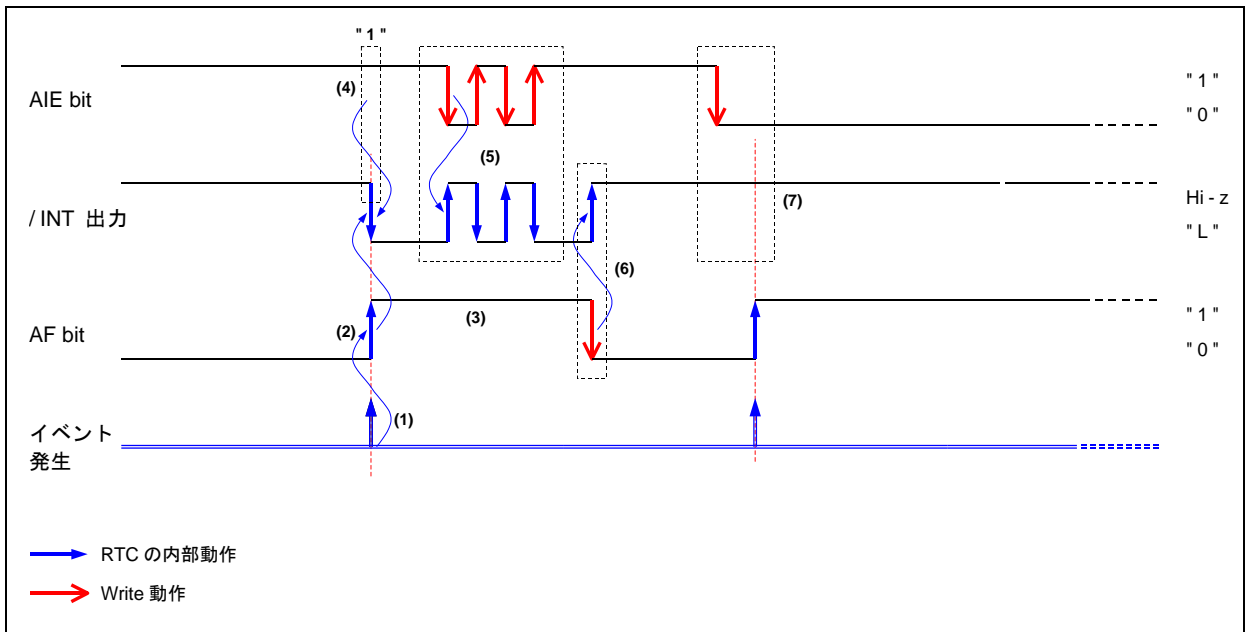 " 1 "
AIE bit
(4)
" 1 "
" 0 "
(5)
/ INT 出力
(7)
Hi - z
" L "
(6)
AF bit
(2)
(3)
" 1 "
" 0 "
(1)
イベント
発生
RTC の内部動作
Write 動作